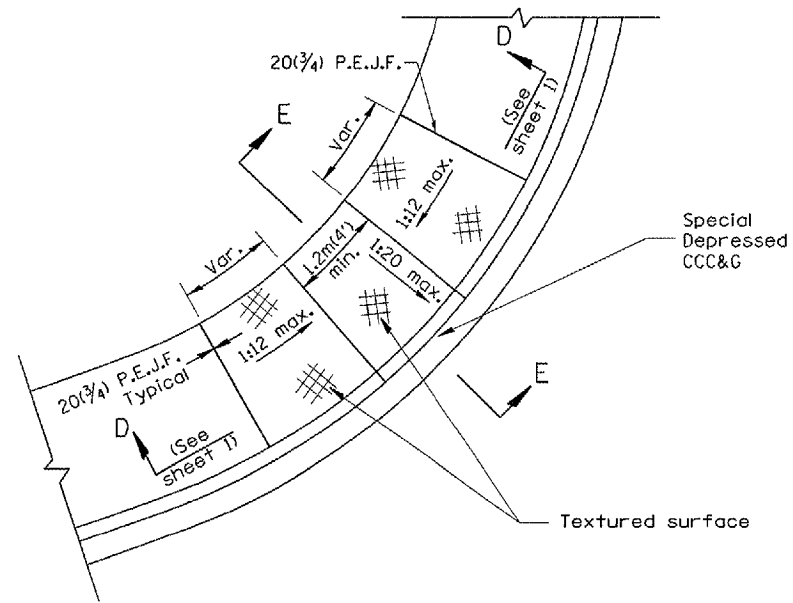 D
20(3/4) P.E.J.F.
(See
sheet 1)
E
Var.
1:12 max.
Special
Depressed
CCC&G
Var.
1.2m(4')
min.
1:20 max.
1:12 max.
20(3/4) P.E.J.F.
Typical
E
D
(See
sheet 1)
Textured surface